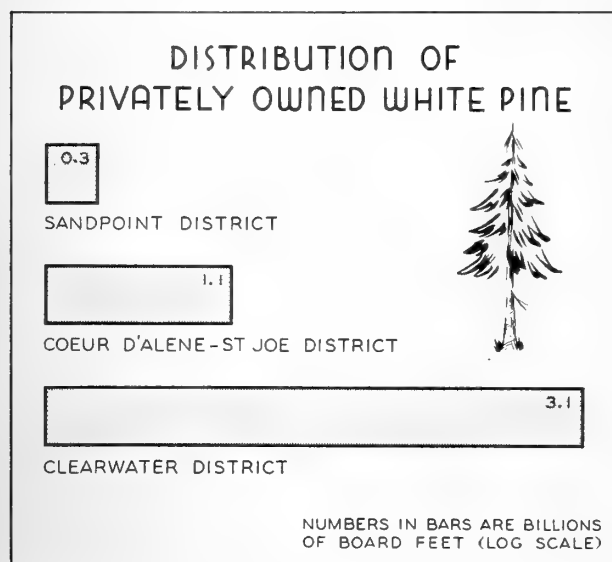 DISTRIBUTION OF
PRIVATELY OWNED WHITE PINE
0.3
SANDPOINT DISTRICT
1.1
COEUR D'ALENE-ST JOE DISTRICT
3.1
CLEARWATER DISTRICT
NUMBERS IN BARS ARE BILLIONS
OF BOARD FEET (LOG SCALE)